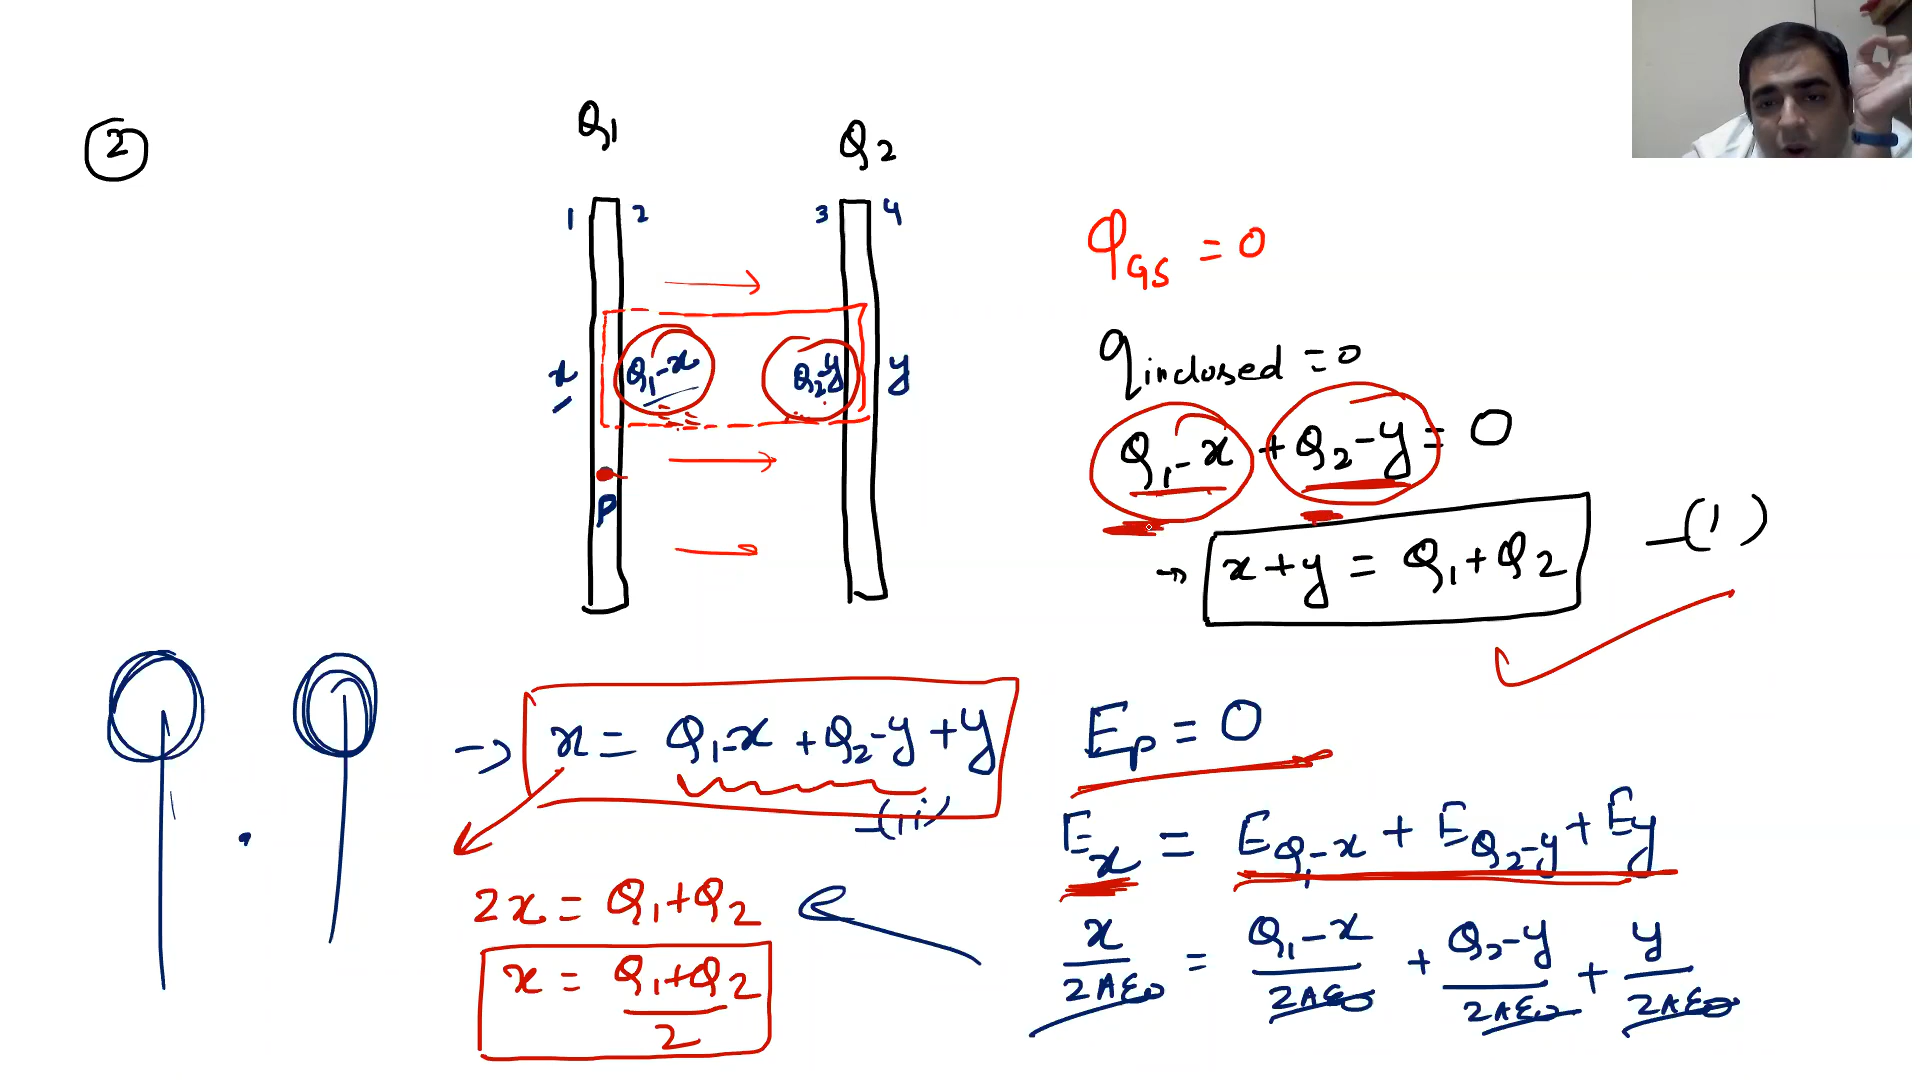 2
Q1 Q2
1 2 3 4
x Q1-x Q2-y y
P
φGS = 0
qinclosed = 0
Q1-x + Q2-y = 0
→ x+y = Q1+Q2 —(1)
→ x = Q1-x + Q2-y + y
—(ii)
2x = Q1+Q2
x = Q1+Q2/2
EP = 0
Ex = EQ1-x + EQ2-y + Ey
x/2Aε0 = Q1-x/2Aε0 + Q2-y/2Aε0 + y/2Aε0